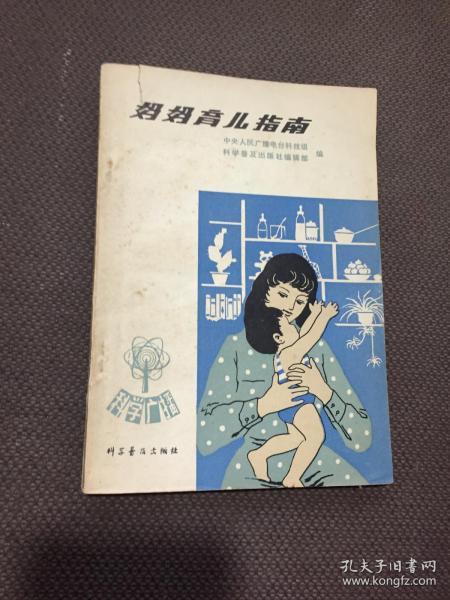 妈妈育儿指南
中央人民广播电台科技组
科学普及出版社编辑部
编
科学广播
科学普及出版社
孔夫子旧书网
www.kongfz.com